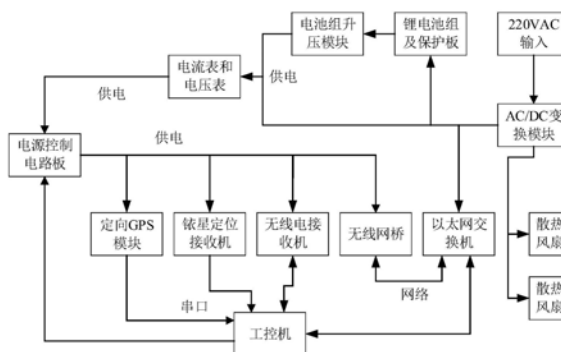 电池组升
压模块
锂电池组
及保护板
220VAC
输入
电流表和
电压表
供电
供电
AC/DC变
换模块
电源控制
电路板
供电
定向GPS
模块
铱星定位
接收机
无线电接
收机
无线网桥
以太网交
换机
散热
风扇
散热
风扇
串口
网络
工控机